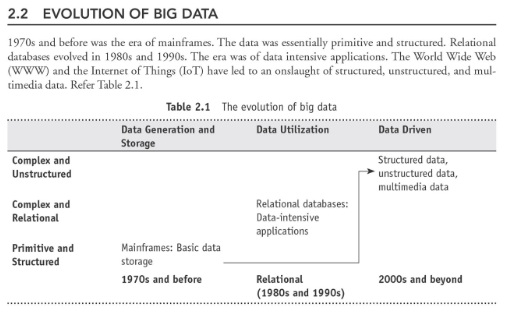 2.2 EVOLUTION OF BIG DATA
1970s and before was the era of mainframes. The data was essentially primitive and structured. Relational
databases evolved in 1980s and 1990s. The era was of data intensive applications. The World Wide Web
(WWW) and the Internet of Things (IoT) have led to an onslaught of structured, unstructured, and mul-
timedia data. Refer Table 2.1.
Table 2.1 The evolution of big data
Data Generation and Storage
Data Utilization
Data Driven
Complex and
Unstructured
Structured data,
unstructured data,
multimedia data
Complex and
Relational
Relational databases:
Data-intensive
applications
Primitive and
Structured
Mainframes: Basic data
storage
1970s and before
Relational
(1980s and 1990s)
2000s and beyond